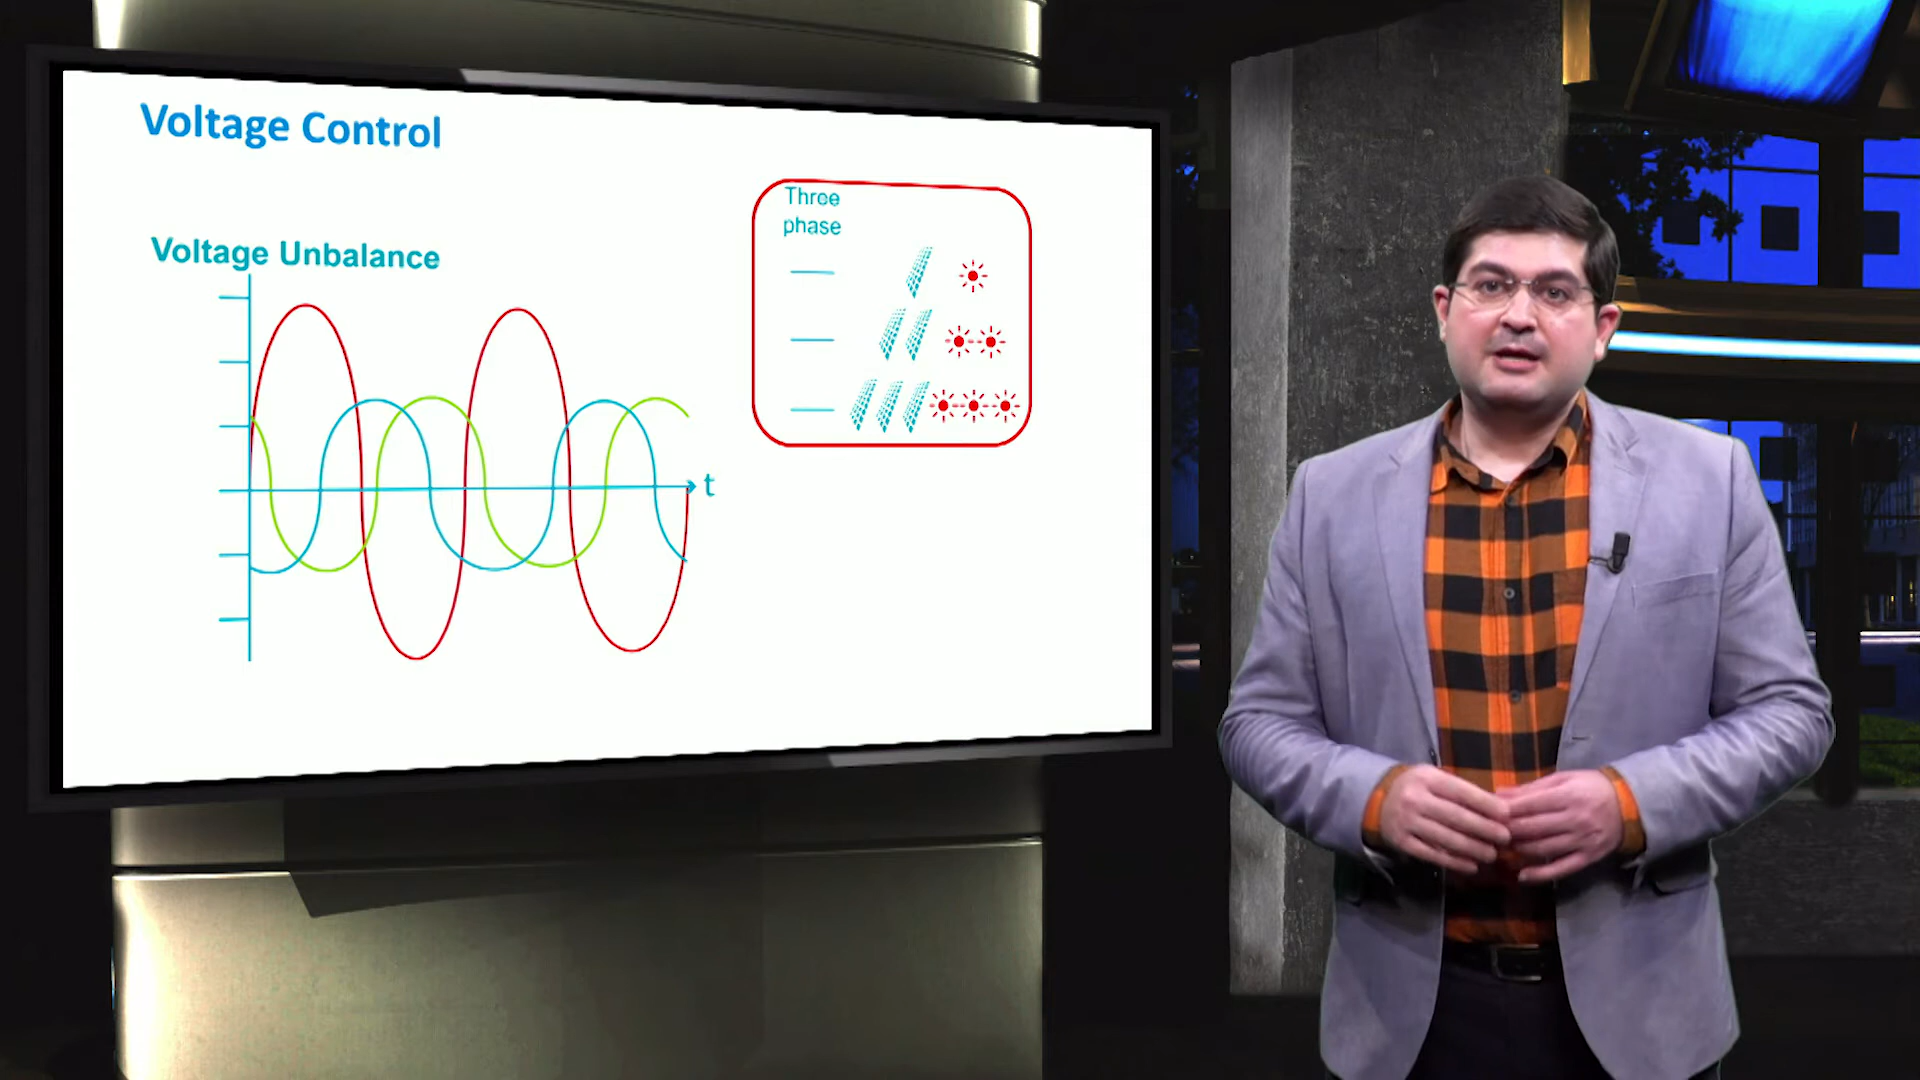 Voltage Control
Voltage Unbalance
Three
phase
t